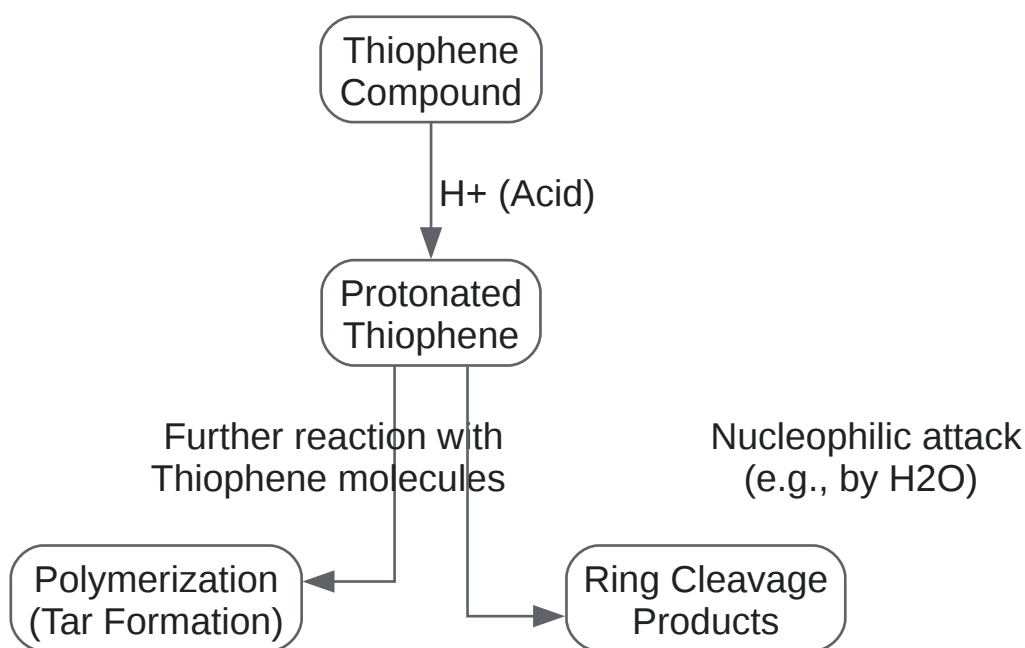 Thiophene
Compound
H+ (Acid)
Protonated
Thiophene
Further reaction with
Thiophene molecules
Nucleophilic attack
(e.g., by H2O)
Polymerization
(Tar Formation)
Ring Cleavage
Products